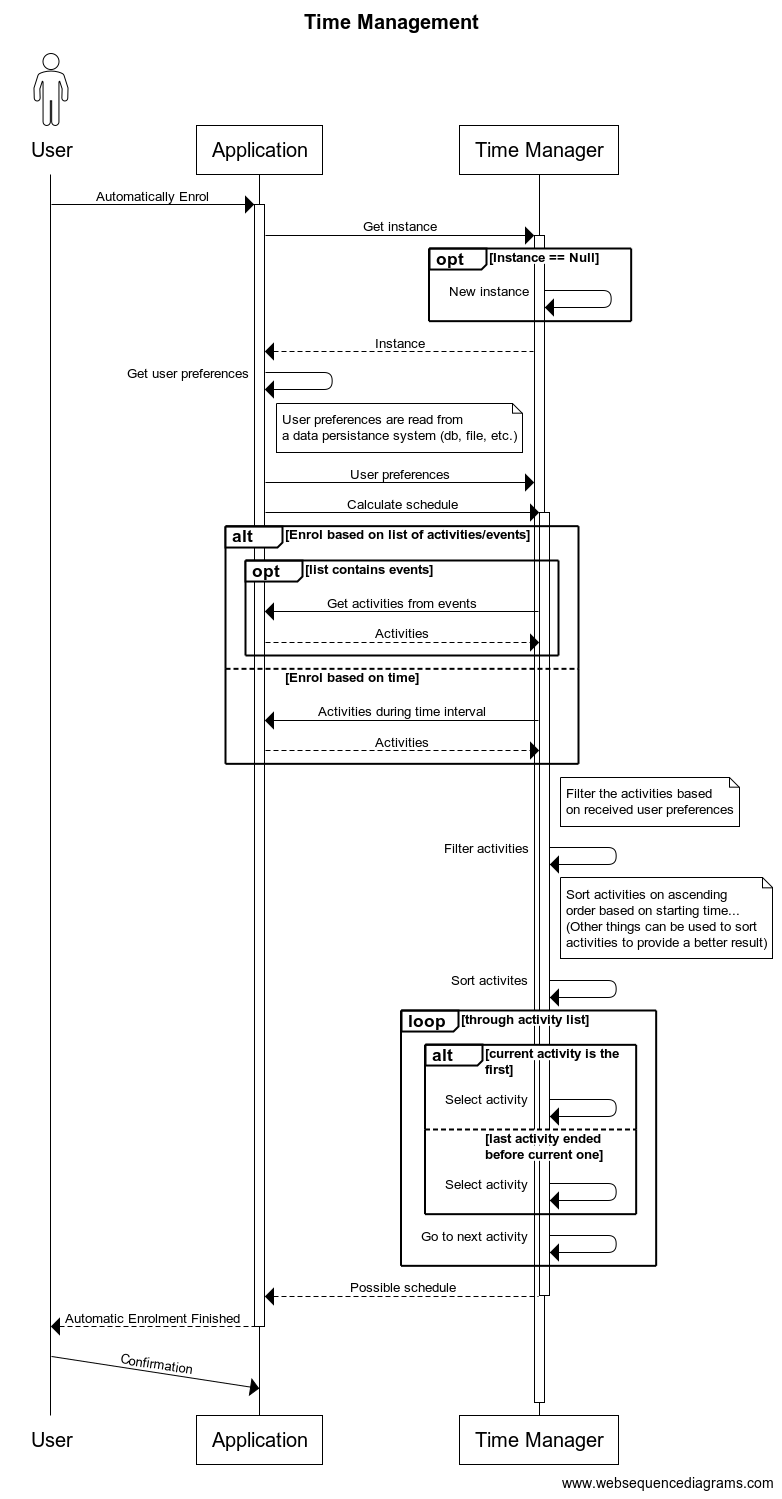 Time Management
User
Application
Time Manager
Automatically Enrol
Get instance
opt
[Instance == Null]
New instance
Instance
Get user preferences
User preferences are read from
a data persistance system (db, file, etc.)
User preferences
Calculate schedule
alt
[Enrol based on list of activities/events]
opt
[list contains events]
Get activities from events
Activities
[Enrol based on time]
Activities during time interval
Activities
Filter the activities based
on received user preferences
Filter activities
Sort activities on ascending
order based on starting time...
(Other things can be used to sort
activities to provide a better result)
Sort activites
loop
[through activity list]
alt
[current activity is the
first]
Select activity
[last activity ended
before current one]
Select activity
Go to next activity
Possible schedule
Automatic Enrolment Finished
Confirmation
User
Application
Time Manager
www.websequencediagrams.com